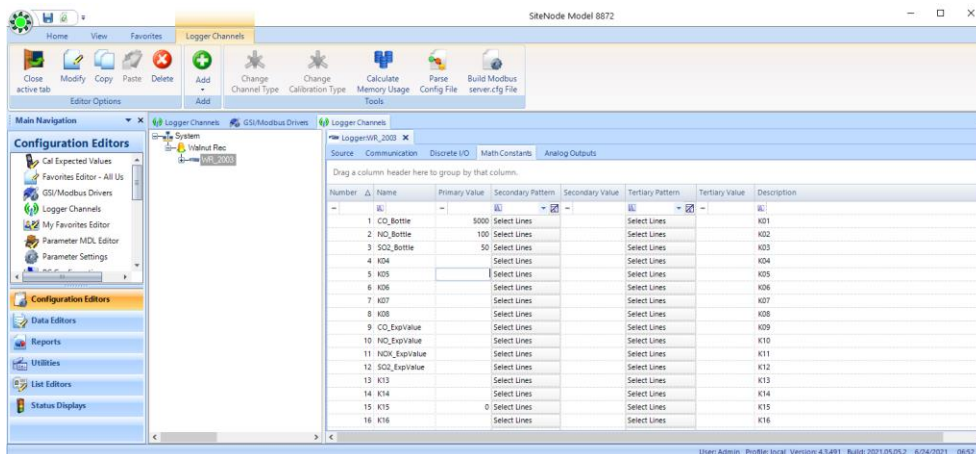 SiteNode Model 8872
Home View Favorites Logger Channels
Close active tab
Modify
Copy
Paste
Delete
Add
Change Channel Type
Change Calibration Type
Calculate Memory Usage
Parse Config File
Build Modbus server.cfg File
Editor Options Add Tools
Main Navigation
Configuration Editors
Cal Expected Values
Favorites Editor - All Us
GSI/Modbus Drivers
Logger Channels
My Favorites Editor
Parameter MDL Editor
Parameter Settings
Configuration Editors
Data Editors
Reports
Utilities
List Editors
Status Displays
Logger Channels GSI/Modbus Drivers Logger Channels
System
Walnut Rec
WR_2003
Logger:WR_2003
Source Communication Discrete I/O Math Constants Analog Outputs
Drag a column header here to group by that column.
Number Name Primary Value Secondary Pattern Secondary Value Tertiary Pattern Tertiary Value Description
1 CO_Bottle 5000 Select Lines Select Lines K01
2 NO_Bottle 100 Select Lines Select Lines K02
3 SO2_Bottle 50 Select Lines Select Lines K03
4 K04 Select Lines Select Lines K04
5 K05 Select Lines Select Lines K05
6 K06 Select Lines Select Lines K06
7 K07 Select Lines Select Lines K07
8 K08 Select Lines Select Lines K08
9 CO_ExpValue Select Lines Select Lines K09
10 NO_ExpValue Select Lines Select Lines K10
11 NOX_ExpValue Select Lines Select Lines K11
12 SO2_ExpValue Select Lines Select Lines K12
13 K13 Select Lines Select Lines K13
14 K14 Select Lines Select Lines K14
15 K15 0 Select Lines Select Lines K15
16 K16 Select Lines Select Lines K16
User: Admin Profile: local Version: 4.3.491 Build: 2021.05.05.2 6/24/2021